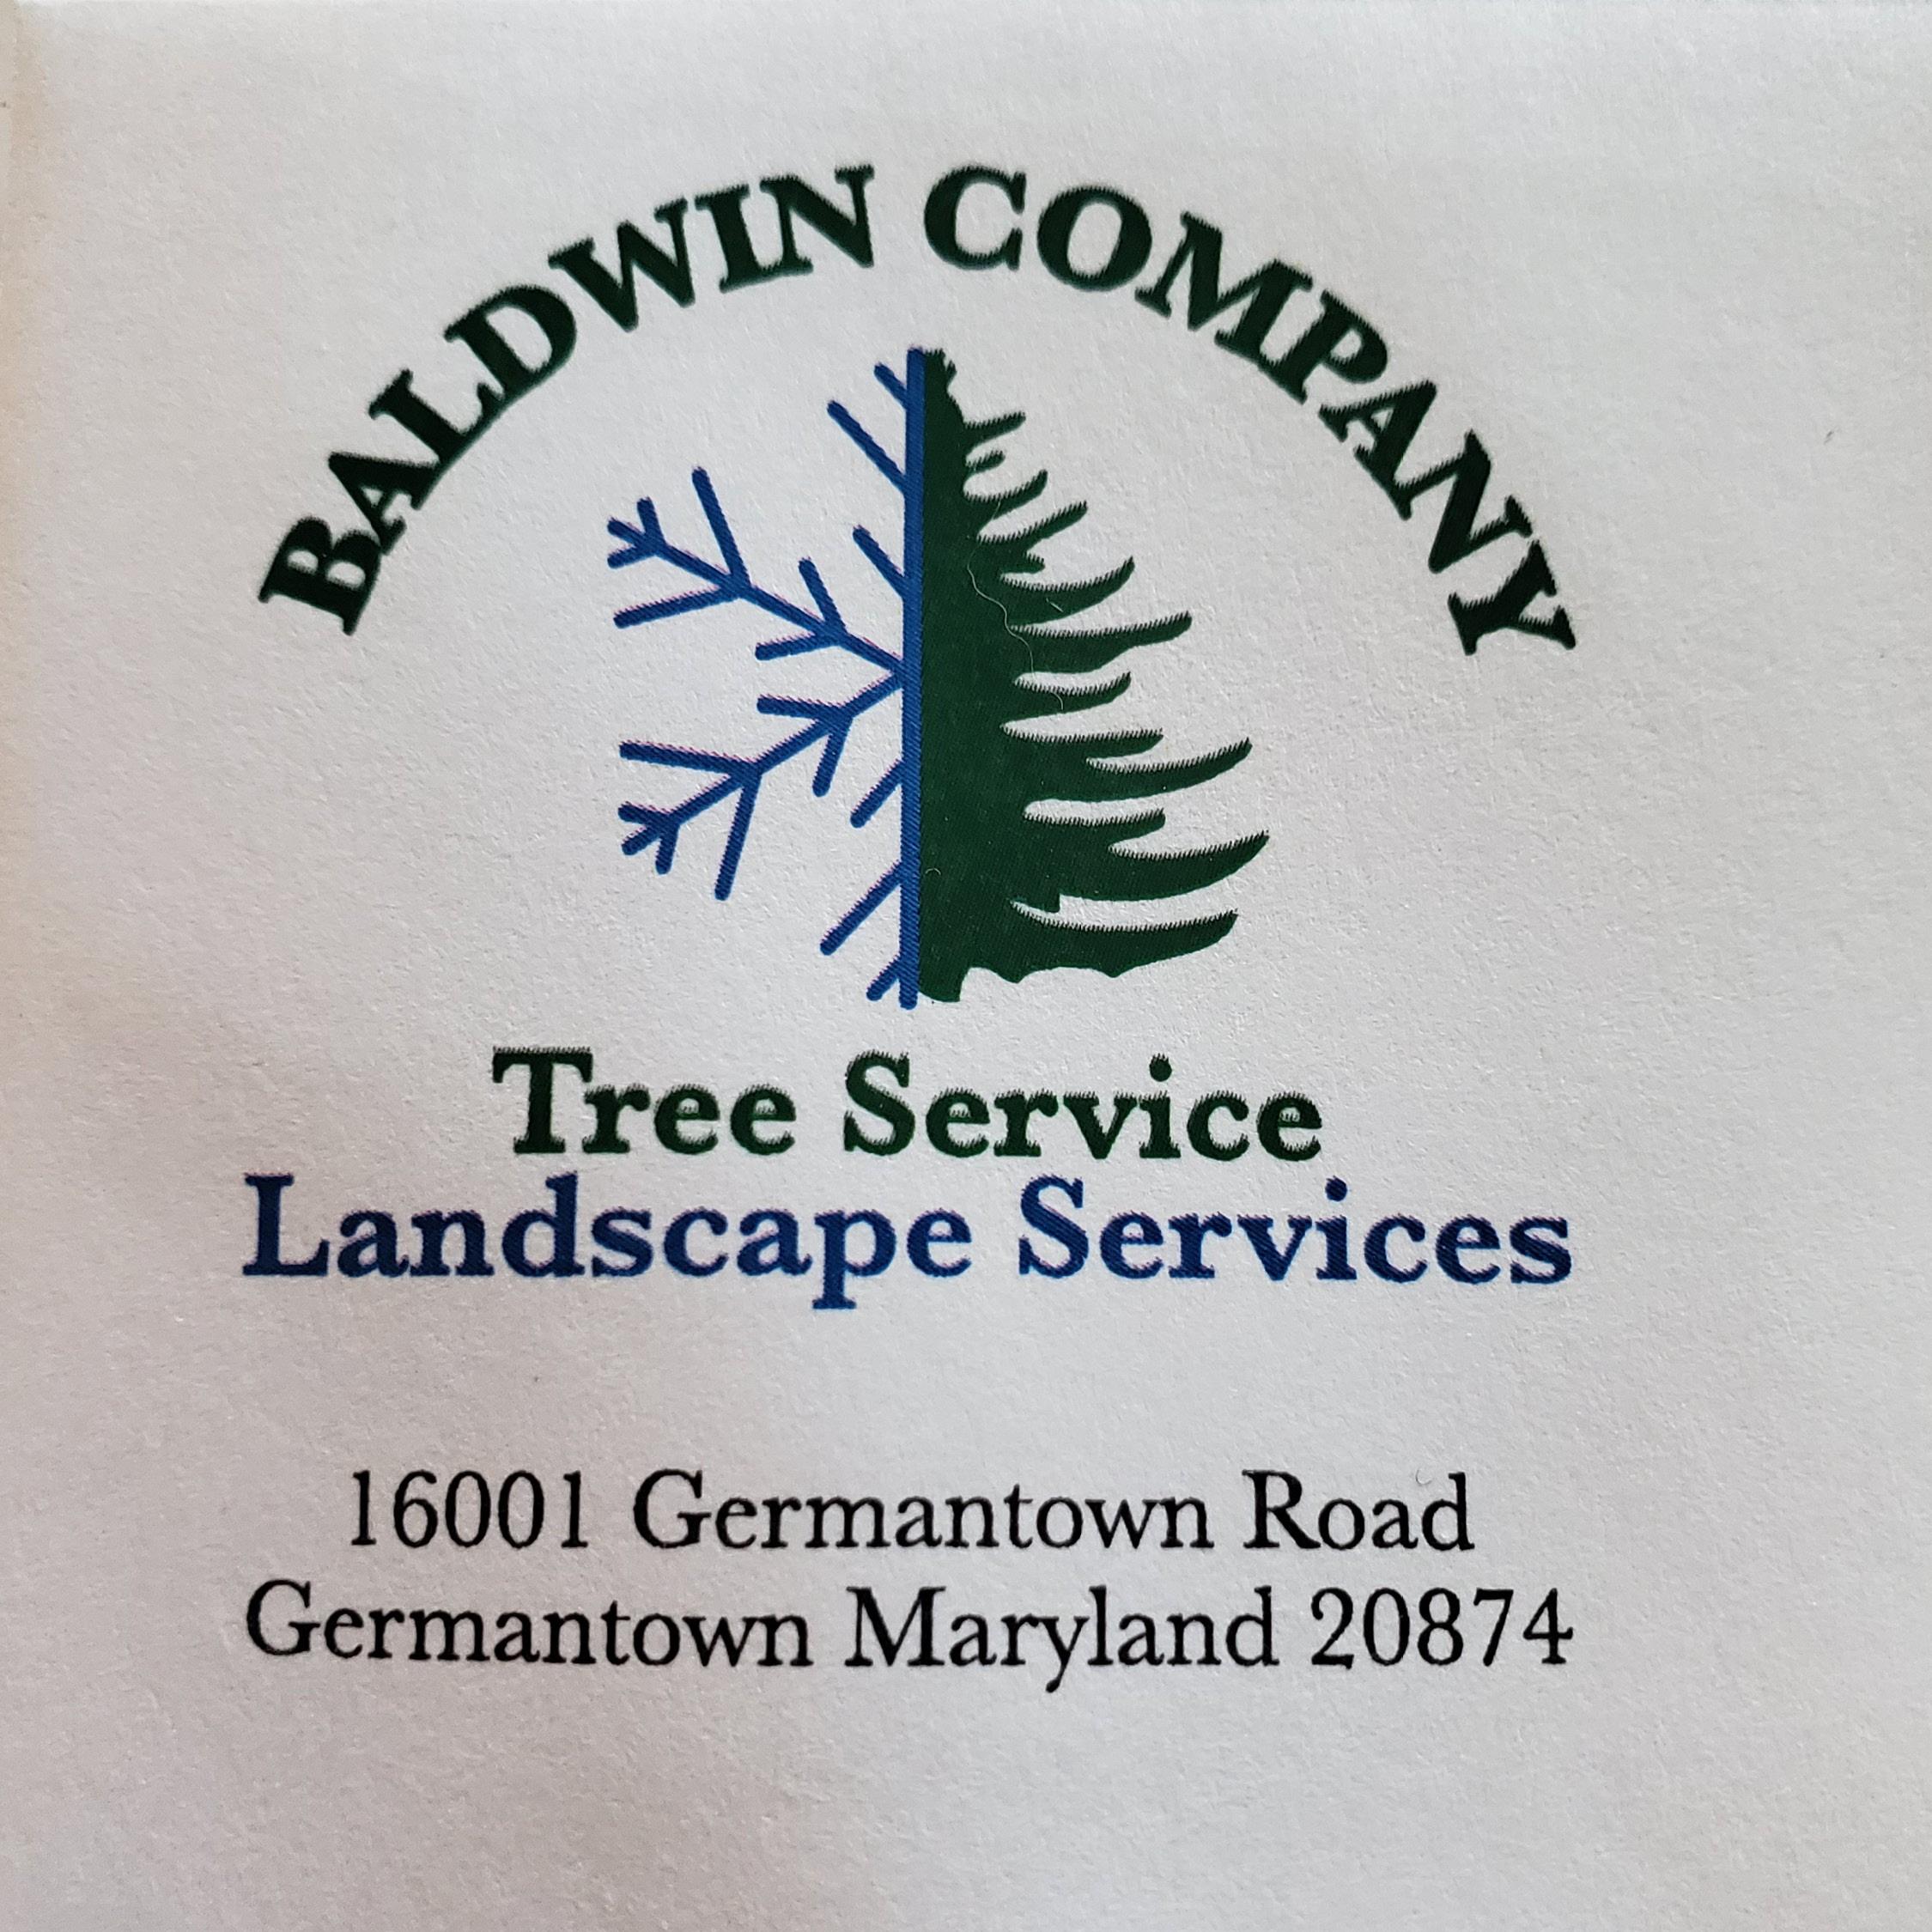 BALDWIN COMPANY
Tree Service
Landscape Services
16001 Germantown Road
Germantown Maryland 20874